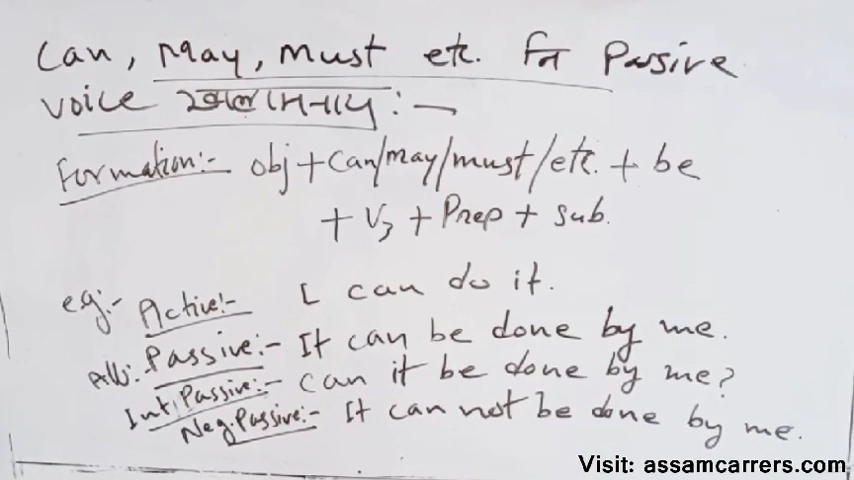 Can, May, Must etc. Passive
voice :-
Formation:- obj + Can/may/must/etc. + be
+ V3 + Prep + sub.
eg:- Active:- I can do it.
Passive:- It can be done by me.
Int. Passive:- Can it be done by me?
Neg. Passive:- It can not be done by me.
Visit: assamcarrers.com